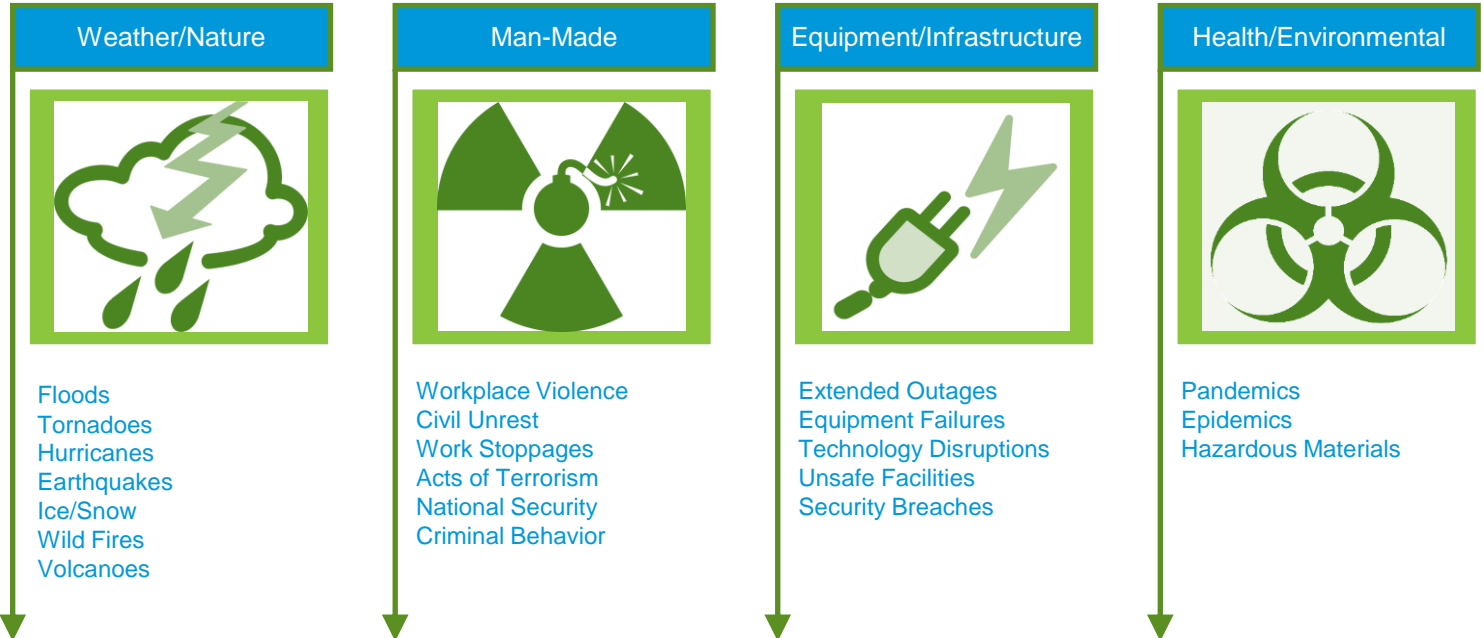 Weather/Nature
Floods
Tornadoes
Hurricanes
Earthquakes
Ice/Snow
Wild Fires
Volcanoes
Man-Made
Workplace Violence
Civil Unrest
Work Stoppages
Acts of Terrorism
National Security
Criminal Behavior
Equipment/Infrastructure
Extended Outages
Equipment Failures
Technology Disruptions
Unsafe Facilities
Security Breaches
Health/Environmental
Pandemics
Epidemics
Hazardous Materials